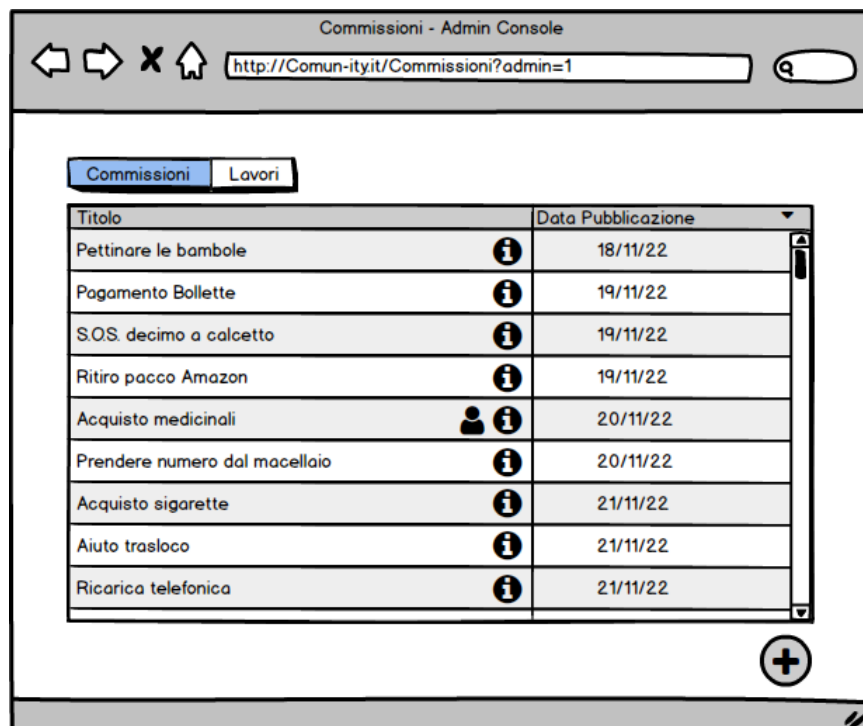 Commissioni - Admin Console
http://Comun-ity.it/Commissioni?admin=1
Commissioni Lavori
Titolo Data Pubblicazione
Pettinare le bambole 18/11/22
Pagamento Bollette 19/11/22
S.O.S. decimo a calcetto 19/11/22
Ritiro pacco Amazon 19/11/22
Acquisto medicinali 20/11/22
Prendere numero dal macellaio 20/11/22
Acquisto sigarette 21/11/22
Aiuto trasloco 21/11/22
Ricarica telefonica 21/11/22